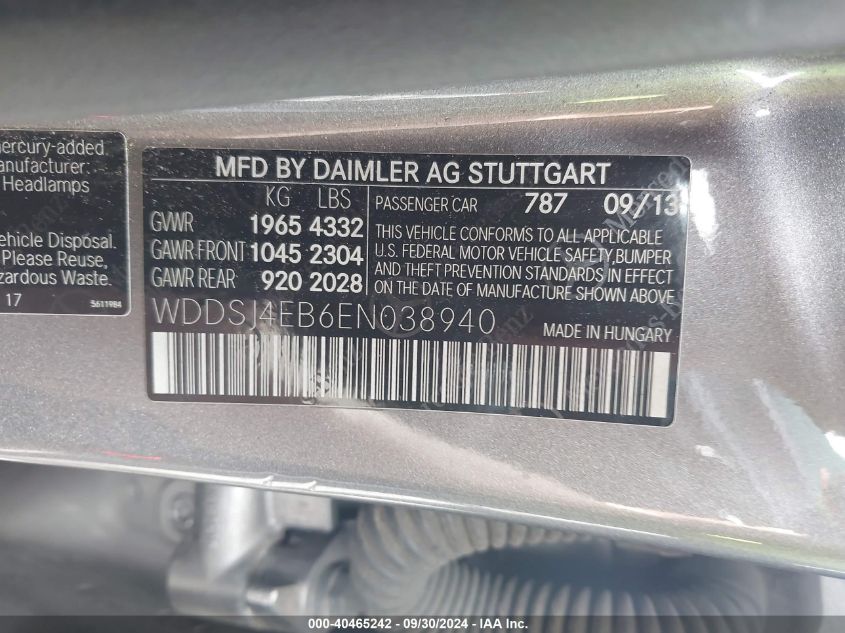 ercury-added
anufacturer:
Headlamps
ehicle Disposal.
Please Reuse,
azardous Waste.
17 5611984
MFD BY DAIMLER AG STUTTGART
KG LBS
GVWR 1965 4332
GAWR FRONT 1045 2304
GAWR REAR 920 2028
PASSENGER CAR 787 09/13
THIS VEHICLE CONFORMS TO ALL APPLICABLE
U.S. FEDERAL MOTOR VEHICLE SAFETY, BUMPER
AND THEFT PREVENTION STANDARDS IN EFFECT
ON THE DATE OF MANUFACTURE SHOWN ABOVE
WDDSJ4EB6EN038940 MADE IN HUNGARY
000-40465242 - 09/30/2024 - IAAI Inc.